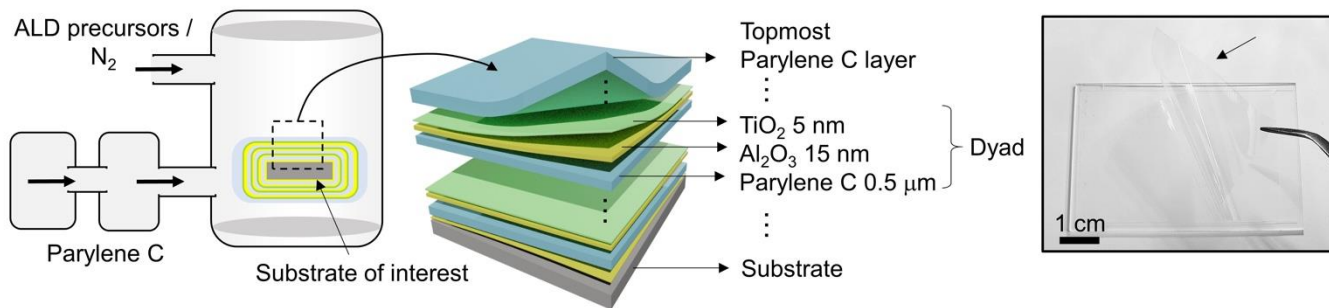 ALD precursors /
N2
Parylene C
Substrate of interest
Topmost
Parylene C layer
TiO2 5 nm
Al2O3 15 nm
Parylene C 0.5 μm
Dyad
Substrate
1 cm